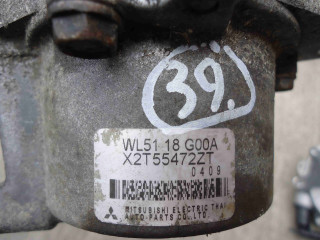 39.
WL51 18 G00A
X2T55472ZT
0409
MITSUBISHI ELECTRIC THAI
AUTO-PARTS CO.,LTD.